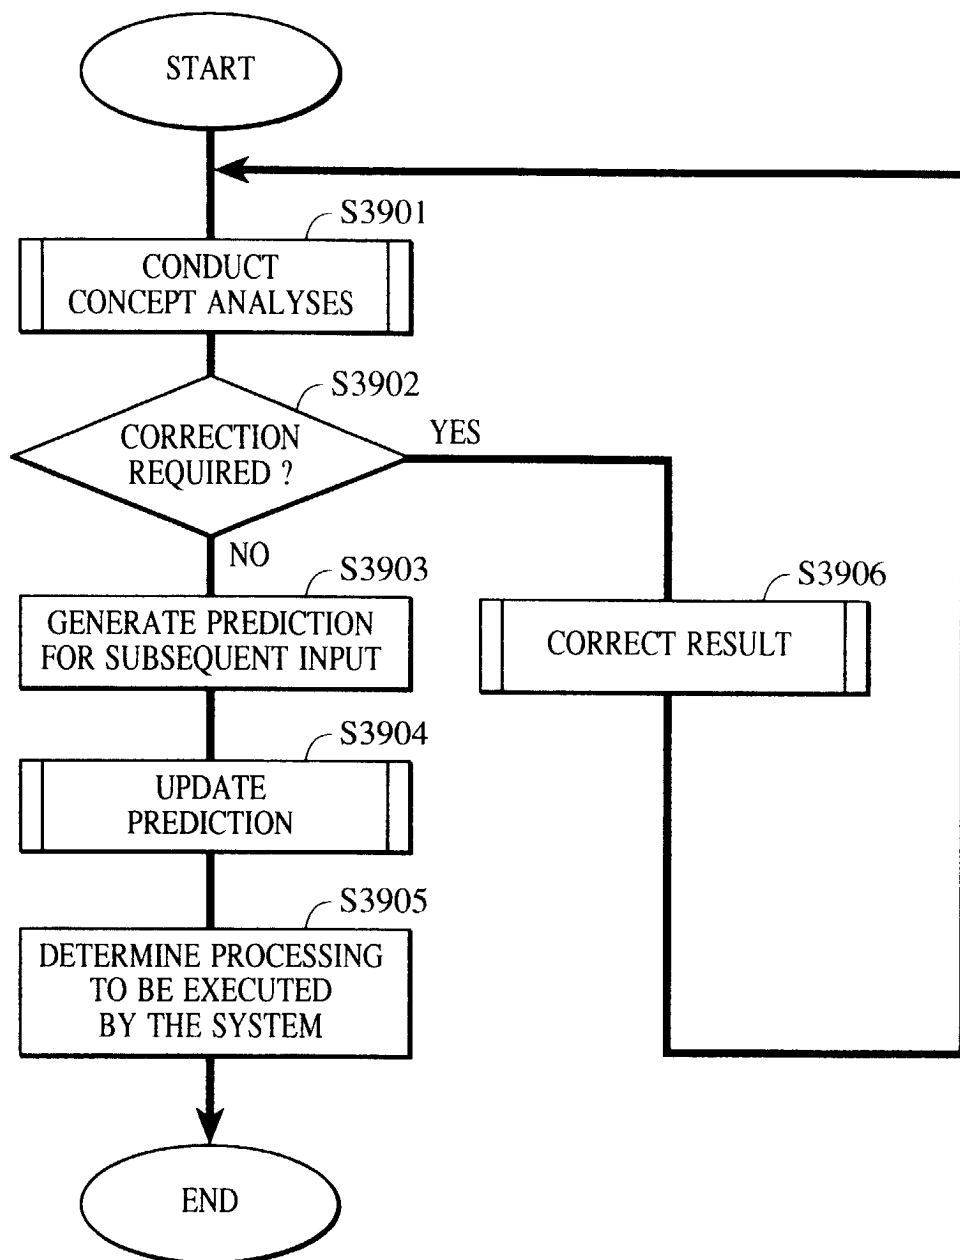 START
S3901
CONDUCT
CONCEPT ANALYSES
S3902
CORRECTION
REQUIRED ?
YES
NO
S3903
GENERATE PREDICTION
FOR SUBSEQUENT INPUT
S3906
CORRECT RESULT
S3904
UPDATE
PREDICTION
S3905
DETERMINE PROCESSING
TO BE EXECUTED
BY THE SYSTEM
END